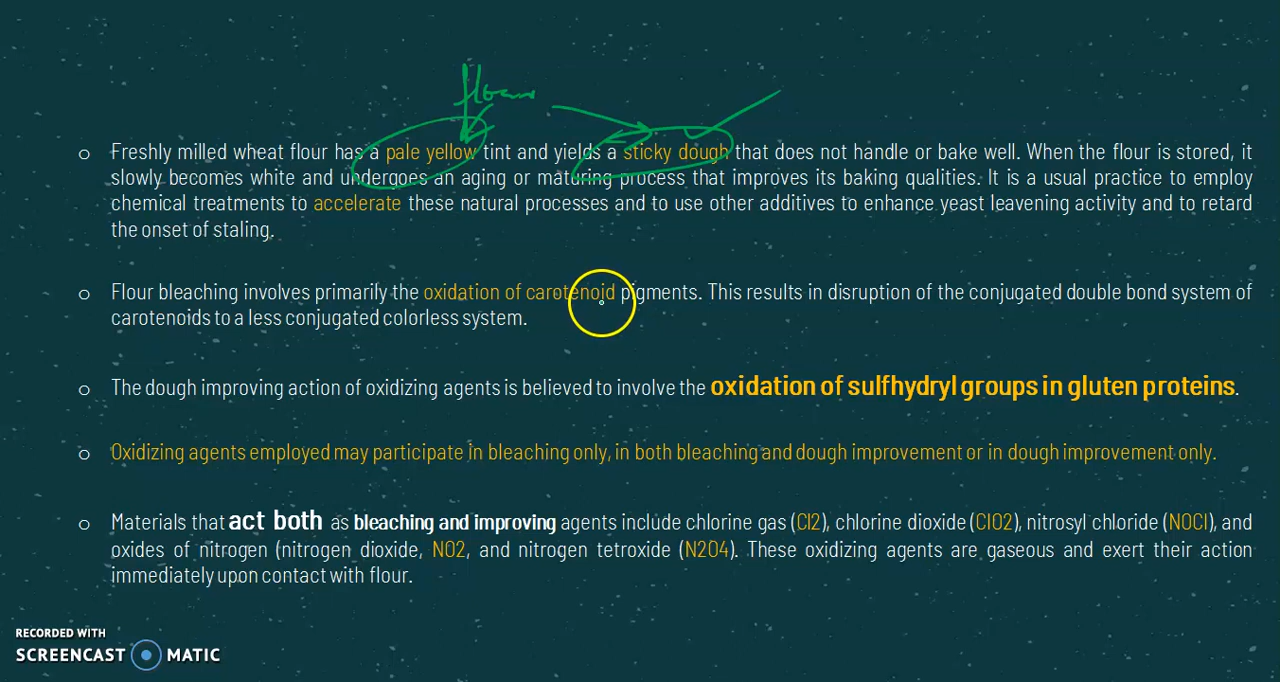 flour
○ Freshly milled wheat flour has a pale yellow tint and yields a sticky dough that does not handle or bake well. When the flour is stored, it
slowly becomes white and undergoes an aging or maturing process that improves its baking qualities. It is a usual practice to employ
chemical treatments to accelerate these natural processes and to use other additives to enhance yeast leavening activity and to retard
the onset of staling.
○ Flour bleaching involves primarily the oxidation of carotenoid pigments. This results in disruption of the conjugated double bond system of
carotenoids to a less conjugated colorless system.
○ The dough improving action of oxidizing agents is believed to involve the oxidation of sulfhydryl groups in gluten proteins.
○ Oxidizing agents employed may participate in bleaching only, in both bleaching and dough improvement or in dough improvement only.
○ Materials that act both as bleaching and improving agents include chlorine gas (Cl2), chlorine dioxide (ClO2), nitrosyl chloride (NOCl), and
oxides of nitrogen (nitrogen dioxide, NO2, and nitrogen tetroxide (N2O4). These oxidizing agents are gaseous and exert their action
immediately upon contact with flour.
RECORDED WITH
SCREENCAST MATIC